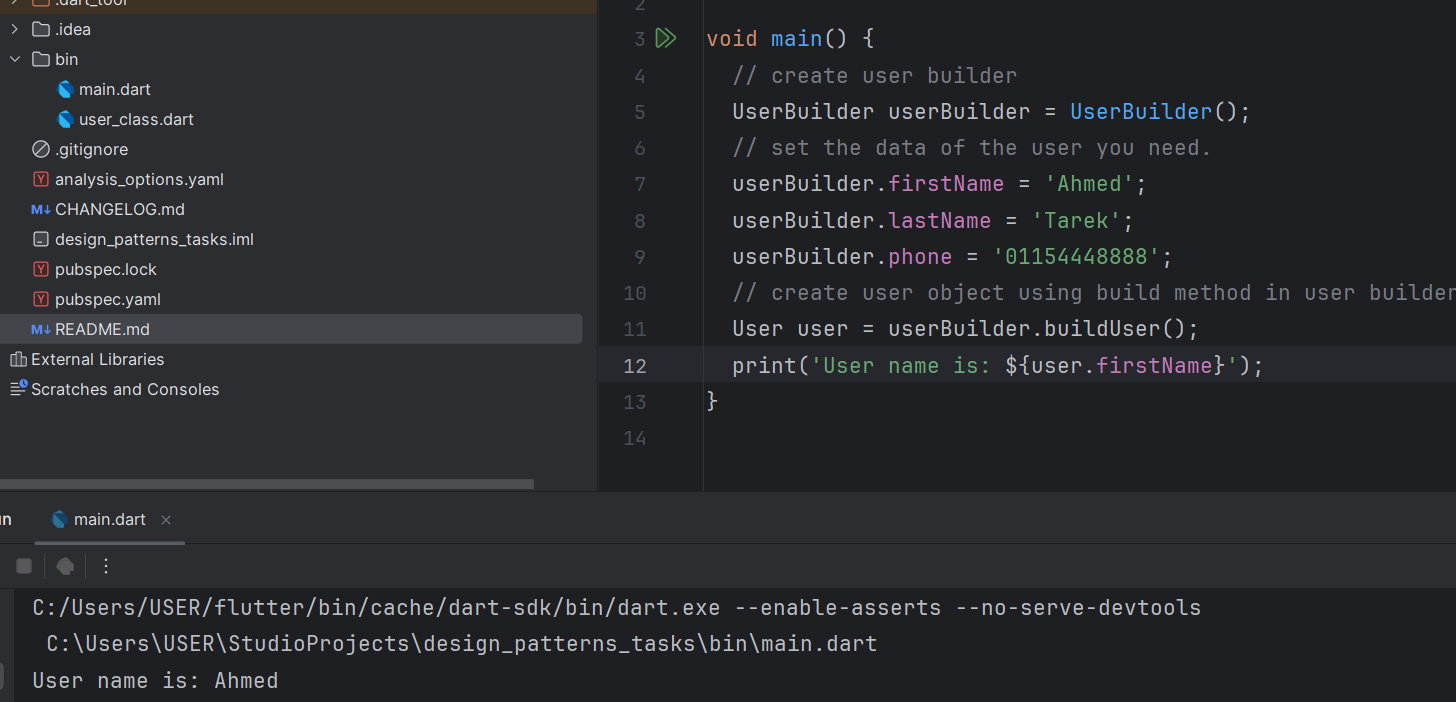 .dart_tool
.idea
bin
main.dart
user_class.dart
.gitignore
analysis_options.yaml
CHANGELOG.md
design_patterns_tasks.iml
pubspec.lock
pubspec.yaml
README.md
External Libraries
Scratches and Consoles
2
3 void main() {
4 // create user builder
5 UserBuilder userBuilder = UserBuilder();
6 // set the data of the user you need.
7 userBuilder.firstName = 'Ahmed';
8 userBuilder.lastName = 'Tarek';
9 userBuilder.phone = '01154448888';
10 // create user object using build method in user builder
11 User user = userBuilder.buildUser();
12 print('User name is: ${user.firstName}');
13 }
14
un main.dart
C:/Users/USER/flutter/bin/cache/dart-sdk/bin/dart.exe --enable-asserts --no-serve-devtools
C:\Users\USER\StudioProjects\design_patterns_tasks\bin\main.dart
User name is: Ahmed